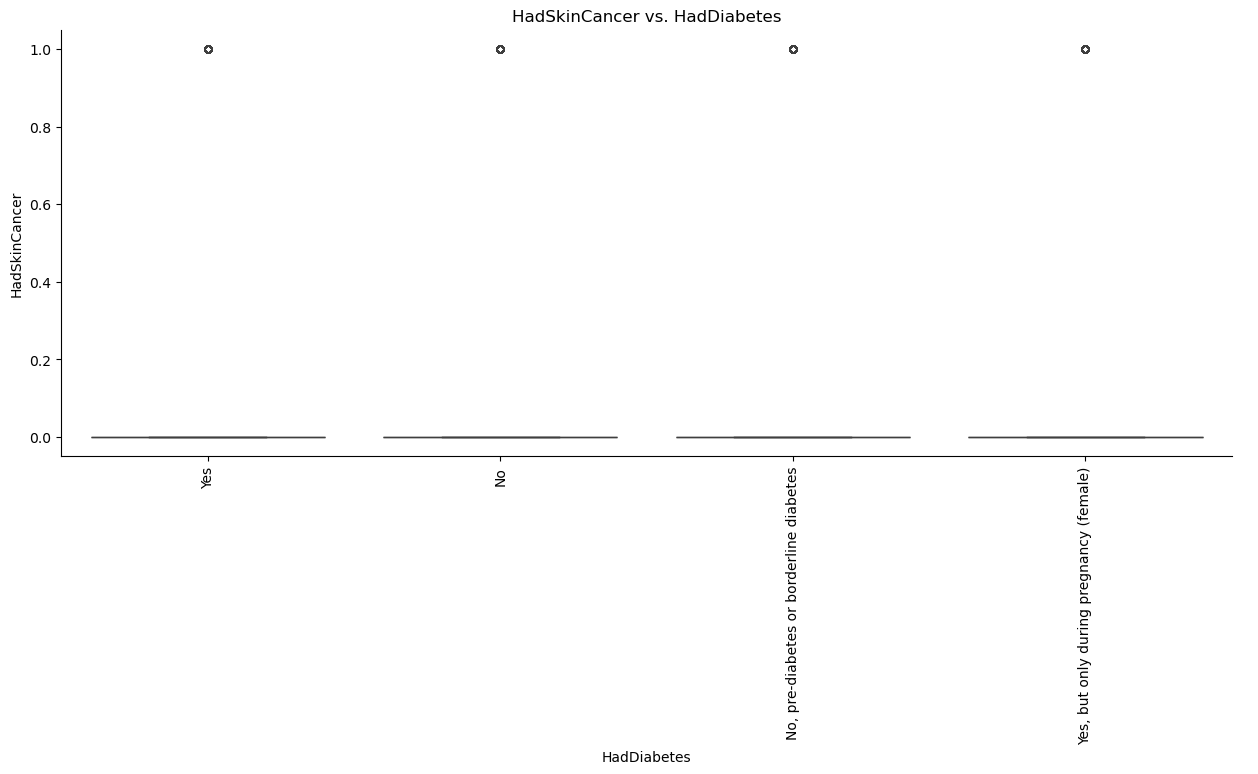 HadSkinCancer vs. HadDiabetes
1.0
0.8
0.6
0.4
0.2
0.0
HadSkinCancer
Yes
No
No, pre-diabetes or borderline diabetes
Yes, but only during pregnancy (female)
HadDiabetes